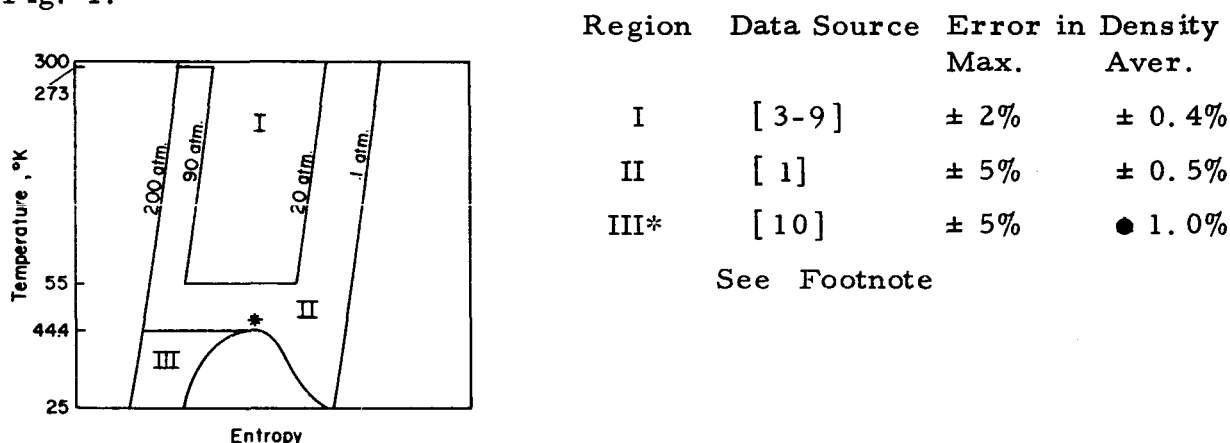 Fig. 1.
300
273
55
44.4
25
Temperature, °K
Entropy
200 atm.
90 atm.
20 atm.
.1 atm.
I
II
III
*
Region Data Source Error in Density
Max. Aver.
I [3-9] ± 2% ± 0.4%
II [1] ± 5% ± 0.5%
III* [10] ± 5% ● 1.0%
See Footnote